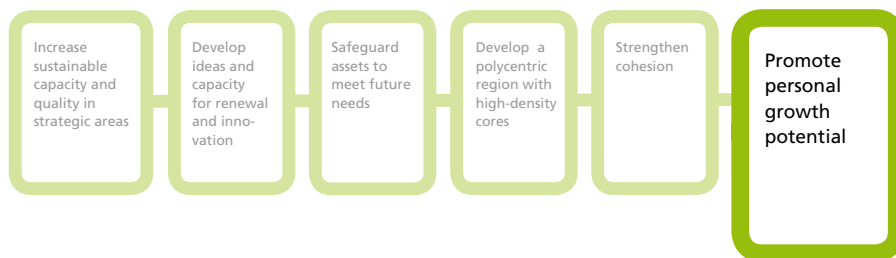 Increase
sustainable
capacity and
quality in
strategic areas
Develop
ideas and
capacity
for renewal
and inno-
vation
Safeguard
assets to
meet future
needs
Develop a
polycentric
region with
high-density
cores
Strengthen
cohesion
Promote
personal
growth
potential